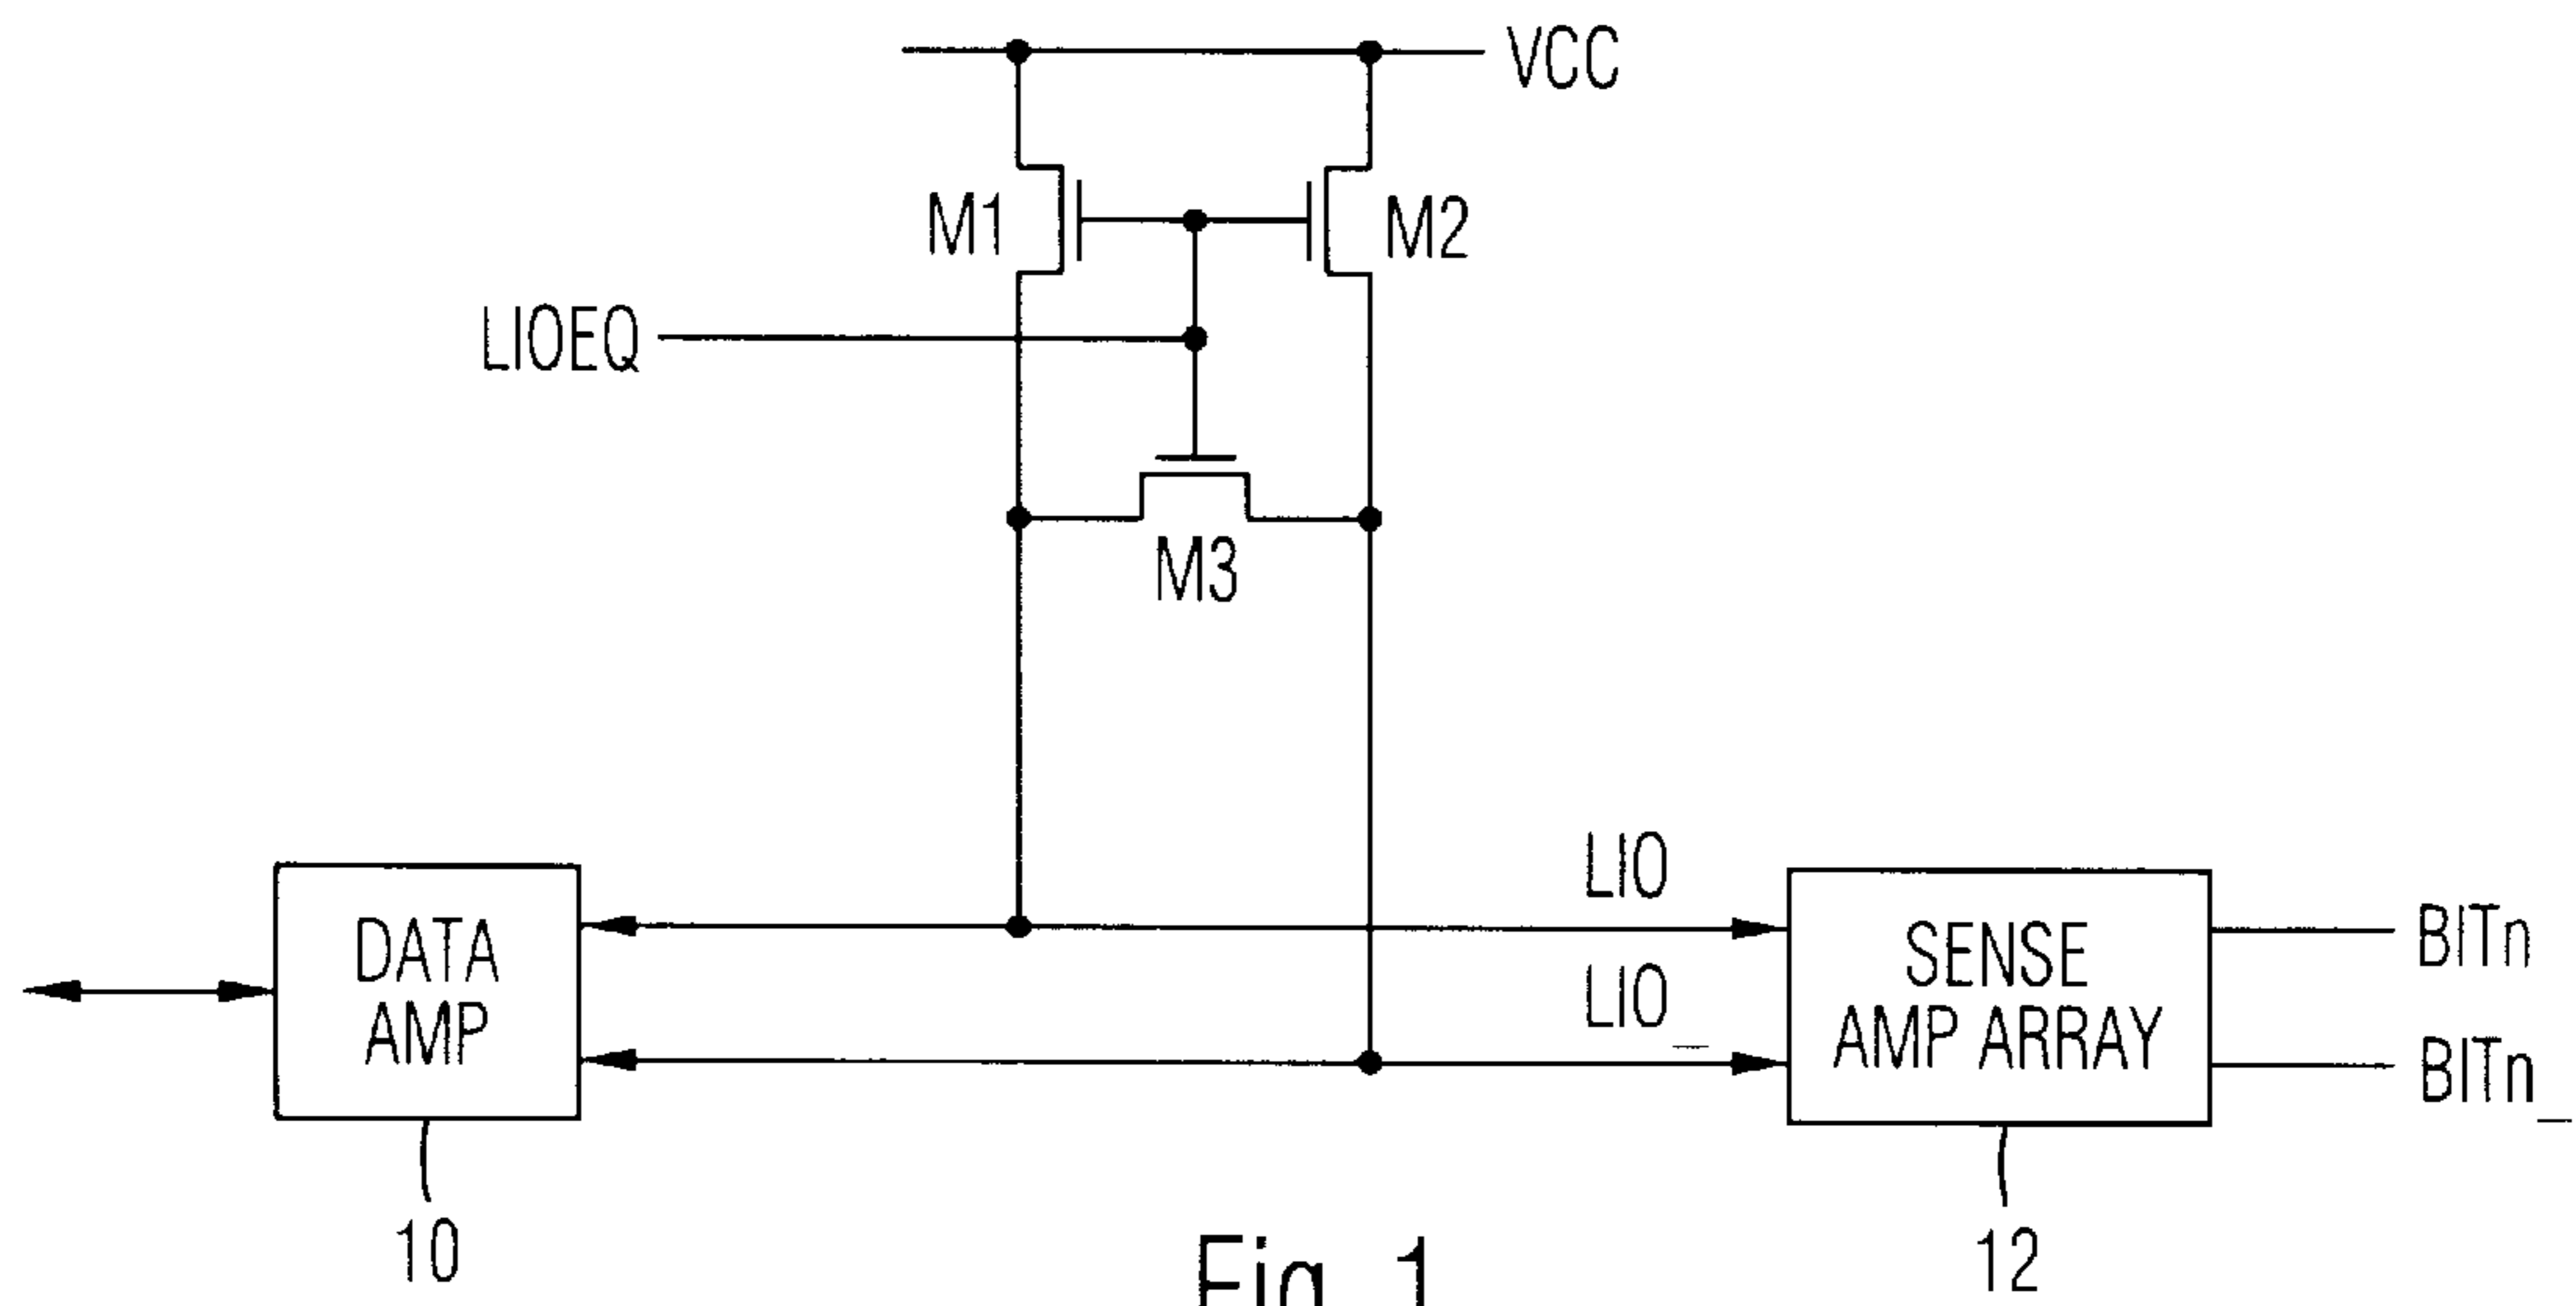 VCC
M1
M2
LIOEQ
M3
LIO
LIO_
DATA
AMP
SENSE
AMP ARRAY
BITn
BITn_
10
12
Fig. 1